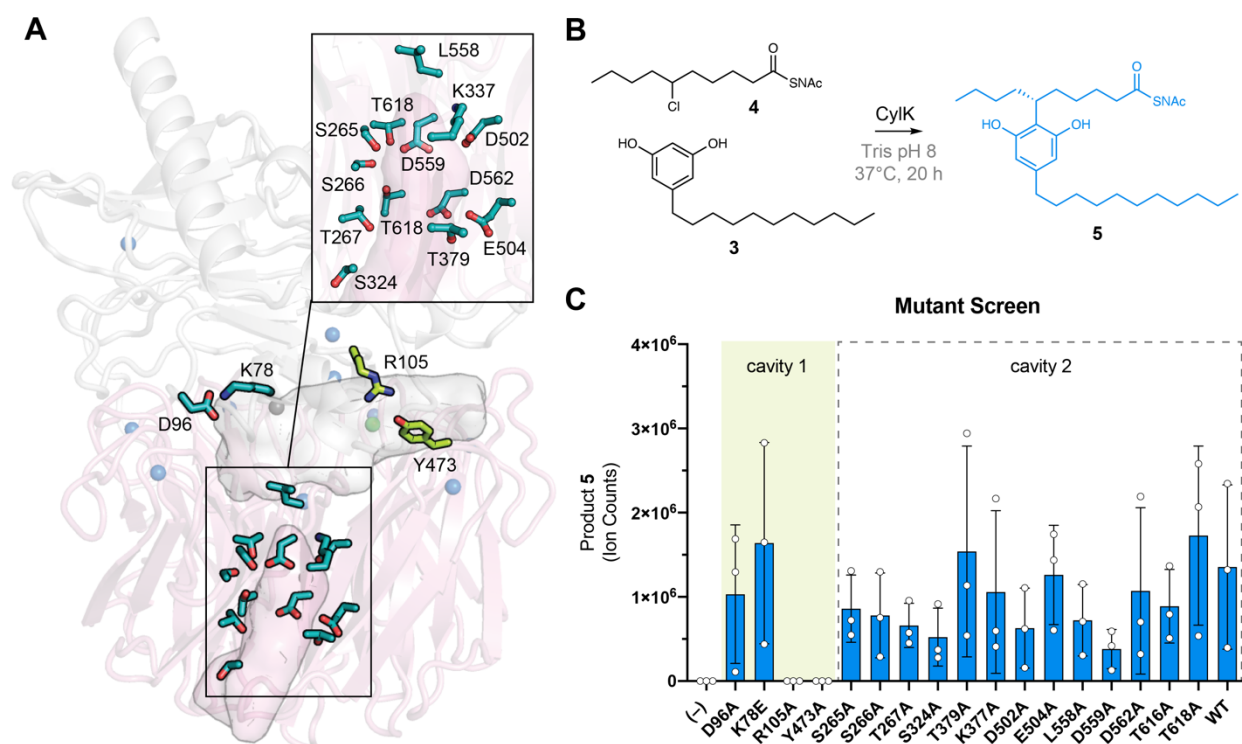 A
L558
K337
T618
S265
D502
D559
S266
D562
T267
T618
E504
T379
S324
R105
K78
D96
Y473
B
O
SNAc
Cl
4
HO
OH
3
CylK
Tris pH 8
37°C, 20 h
O
SNAc
HO
OH
5
C
Mutant Screen
Product 5
(Ion Counts)
4×10⁶
3×10⁶
2×10⁶
1×10⁶
0
cavity 1
cavity 2
(–)
D96A
K78E
R105A
Y473A
S265A
S266A
T267A
S324A
T379A
K377A
D502A
E504A
L558A
D559A
D562A
T616A
T618A
WT